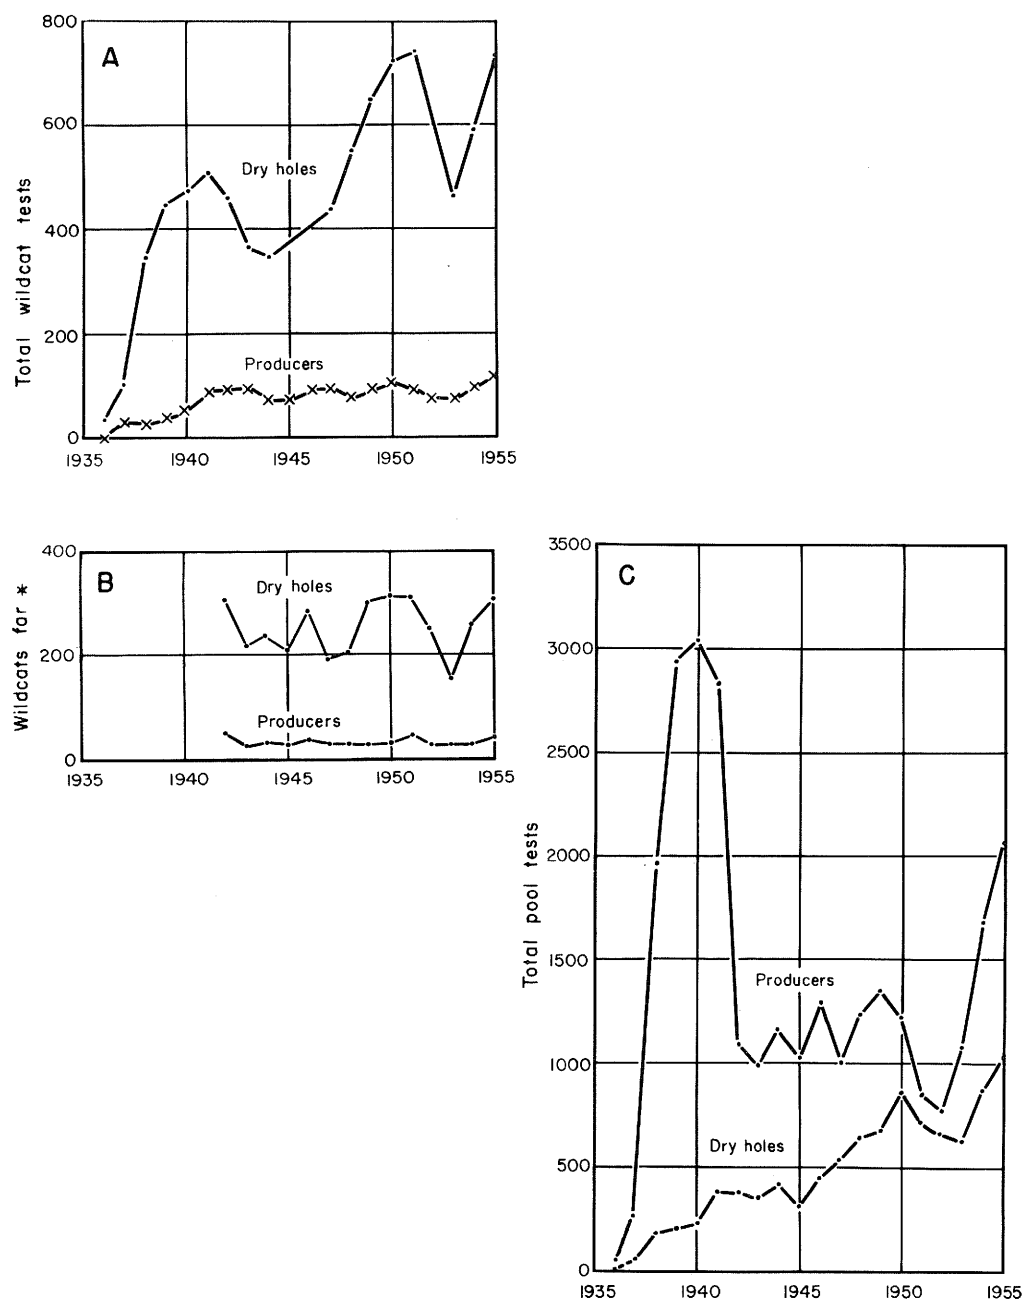 A
Total wildcat tests
800
600
400
200
0
Dry holes
Producers
1935 1940 1945 1950 1955
B
Wildcats far *
400
200
0
Dry holes
Producers
1935 1940 1945 1950 1955
C
Total pool tests
3500
3000
2500
2000
1500
1000
500
0
Producers
Dry holes
1935 1940 1945 1950 1955